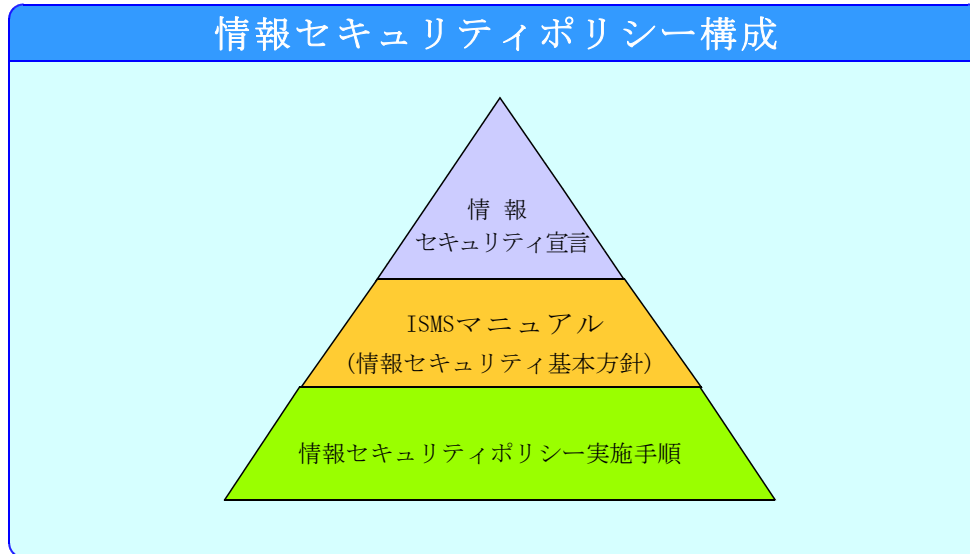 情報セキュリティポリシー構成
情 報
セキュリティ宣言
ISMSマニュアル
(情報セキュリティ基本方針)
情報セキュリティポリシー実施手順